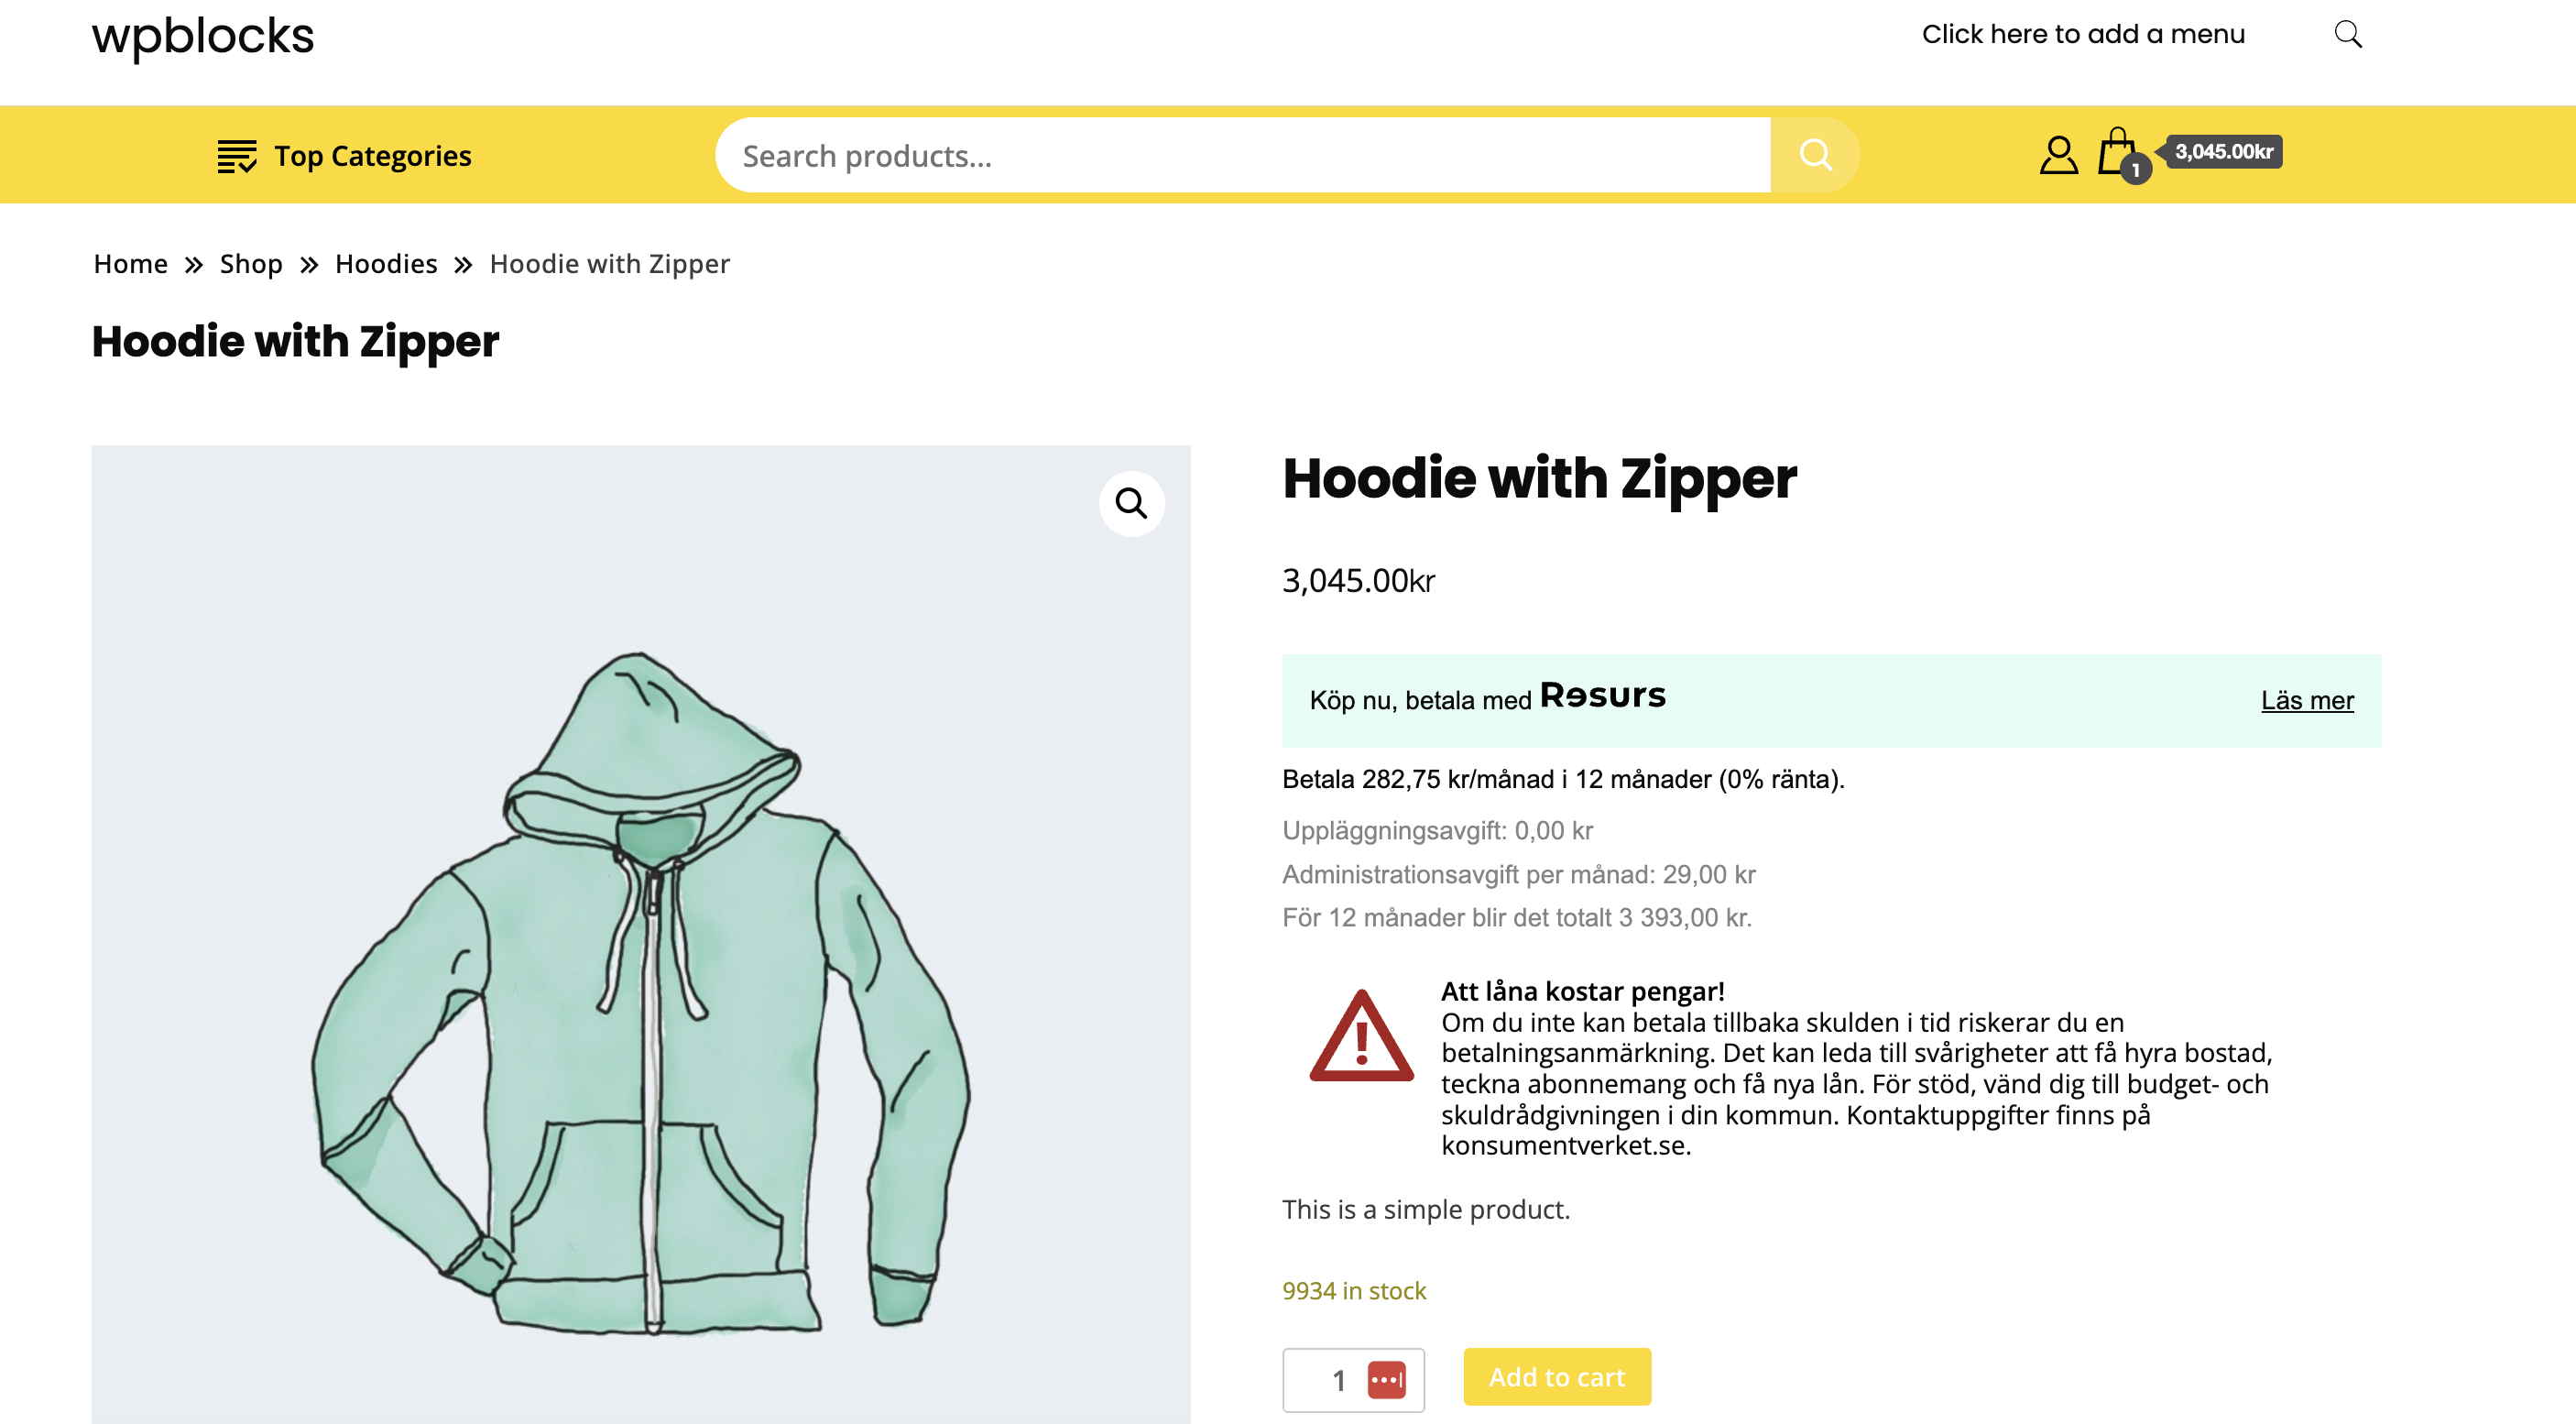 wpblocks
Click here to add a menu
Top Categories
Search products...
1
3,045.00kr
Home » Shop » Hoodies » Hoodie with Zipper
Hoodie with Zipper
Hoodie with Zipper
3,045.00kr
Köp nu, betala med Resurs
Läs mer
Betala 282,75 kr/månad i 12 månader (0% ränta).
Uppläggningsavgift: 0,00 kr
Administrationsavgift per månad: 29,00 kr
För 12 månader blir det totalt 3 393,00 kr.
Att låna kostar pengar!
Om du inte kan betala tillbaka skulden i tid riskerar du en
betalningsanmärkning. Det kan leda till svårigheter att få hyra bostad,
teckna abonnemang och få nya lån. För stöd, vänd dig till budget- och
skuldrådgivningen i din kommun. Kontaktuppgifter finns på
konsumentverket.se.
This is a simple product.
9934 in stock
1
Add to cart